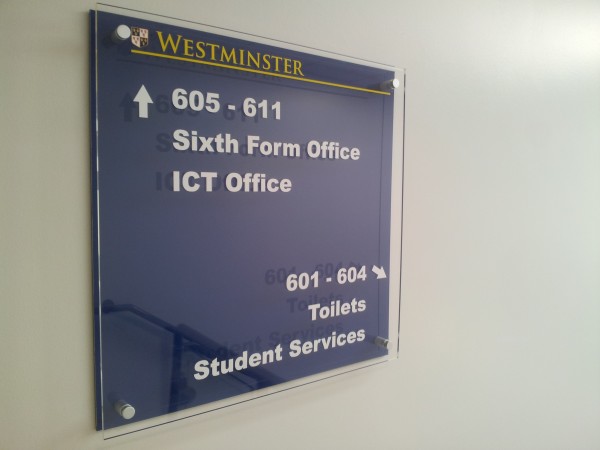 WESTMINSTER
605 - 611
Sixth Form Office
ICT Office
601 - 604
Toilets
Student Services